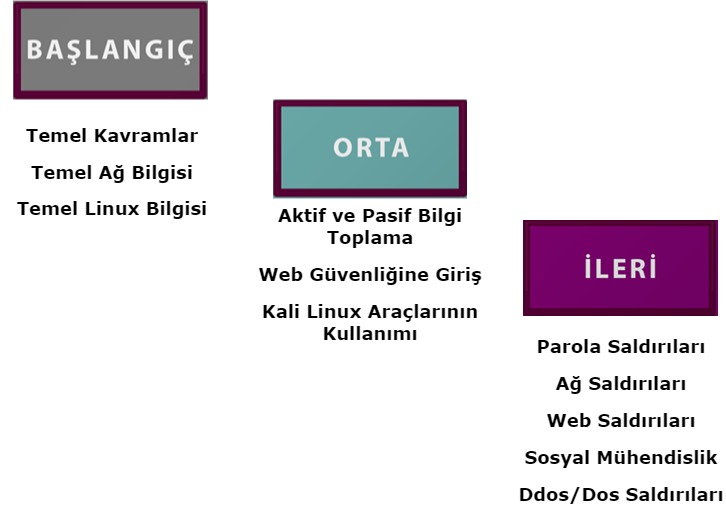 BAŞLANGIÇ
Temel Kavramlar
Temel Ağ Bilgisi
Temel Linux Bilgisi
ORTA
Aktif ve Pasif Bilgi
Toplama
Web Güvenliğine Giriş
Kali Linux Araçlarının
Kullanımı
İLERİ
Parola Saldırıları
Ağ Saldırıları
Web Saldırıları
Sosyal Mühendislik
Ddos/Dos Saldırıları